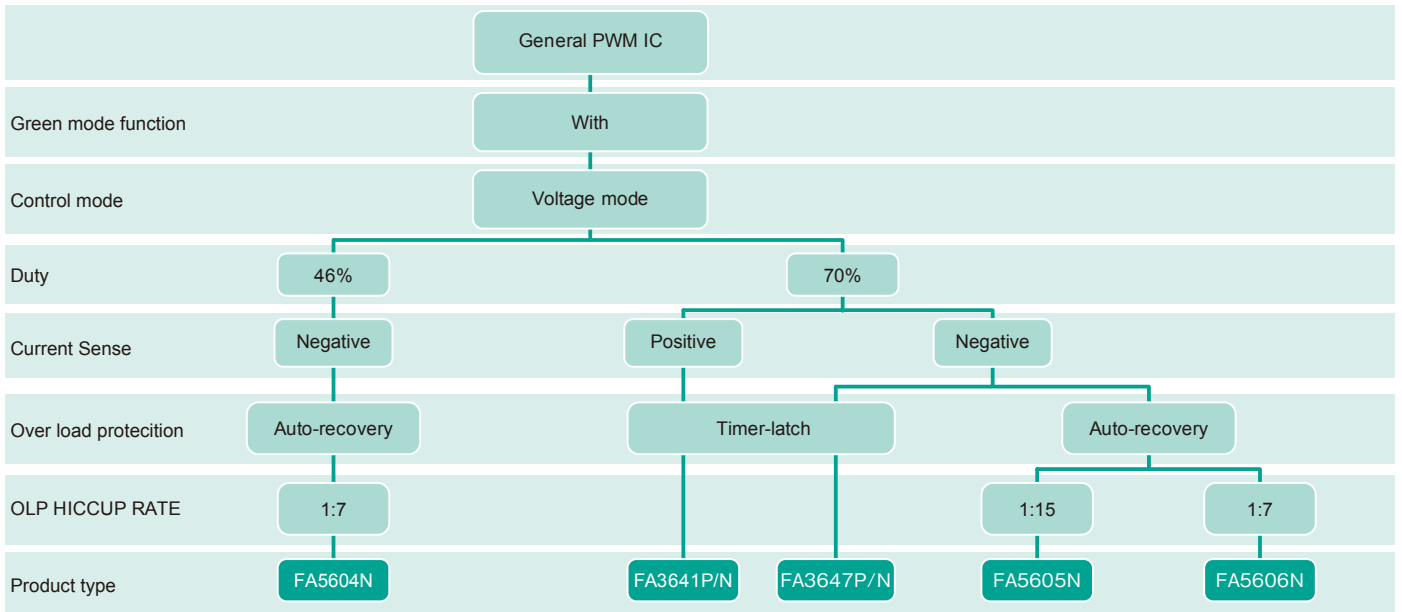 General PWM IC
Green mode function
With
Control mode
Voltage mode
Duty
46%
70%
Current Sense
Negative
Positive
Negative
Over load protecition
Auto-recovery
Timer-latch
Auto-recovery
OLP HICCUP RATE
1:7
1:15
1:7
Product type
FA5604N
FA3641P/N
FA3647P/N
FA5605N
FA5606N